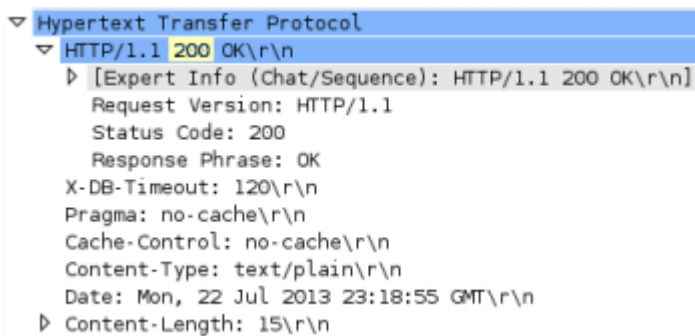 Hypertext Transfer Protocol
HTTP/1.1 200 OK\r\n
[Expert Info (Chat/Sequence): HTTP/1.1 200 OK\r\n]
Request Version: HTTP/1.1
Status Code: 200
Response Phrase: OK
X-DB-Timeout: 120\r\n
Pragma: no-cache\r\n
Cache-Control: no-cache\r\n
Content-Type: text/plain\r\n
Date: Mon, 22 Jul 2013 23:18:55 GMT\r\n
Content-Length: 15\r\n